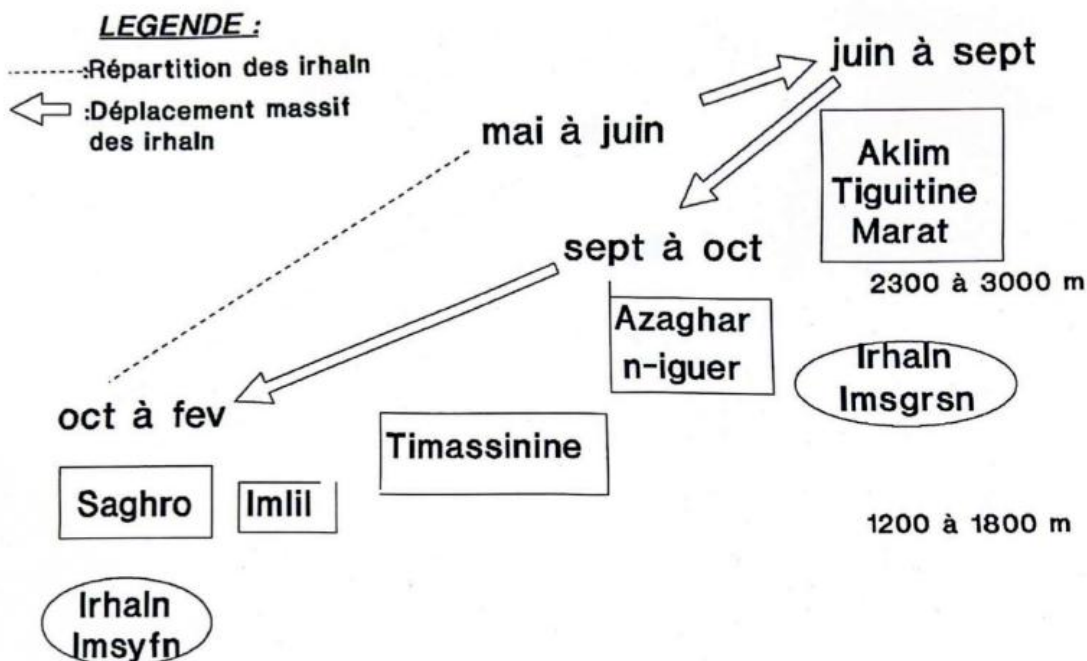 LEGENDE :
:Répartition des irhaln
:Déplacement massif
des irhaln
juin à sept
mai à juin
Aklim
Tiguitine
Marat
sept à oct
2300 à 3000 m
Azaghar
n-iguer
Irhaln
Imsgrsn
oct à fev
Timassinine
Saghro
Imlil
1200 à 1800 m
Irhaln
Imsyfn